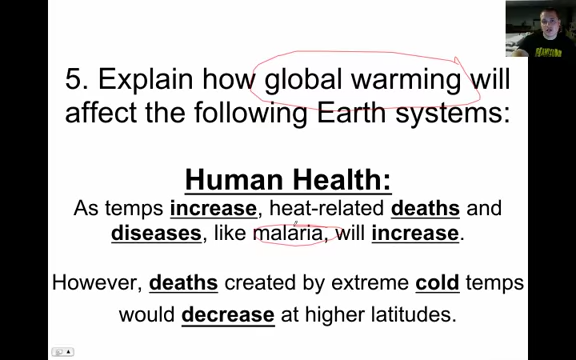 5. Explain how global warming will
affect the following Earth systems:
Human Health:
As temps increase, heat-related deaths and
diseases, like malaria, will increase.
However, deaths created by extreme cold temps
would decrease at higher latitudes.